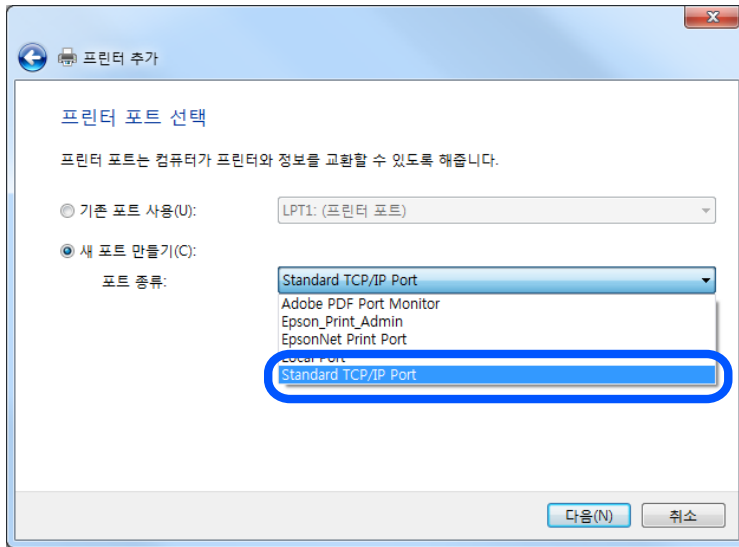 프린터 추가
프린터 포트 선택
프린터 포트는 컴퓨터가 프린터와 정보를 교환할 수 있도록 해줍니다.
기존 포트 사용(U): LPT1: (프린터 포트)
새 포트 만들기(C):
포트 종류: Standard TCP/IP Port
Adobe PDF Port Monitor
Epson_Print_Admin
EpsonNet Print Port
Local Port
Standard TCP/IP Port
다음(N) 취소